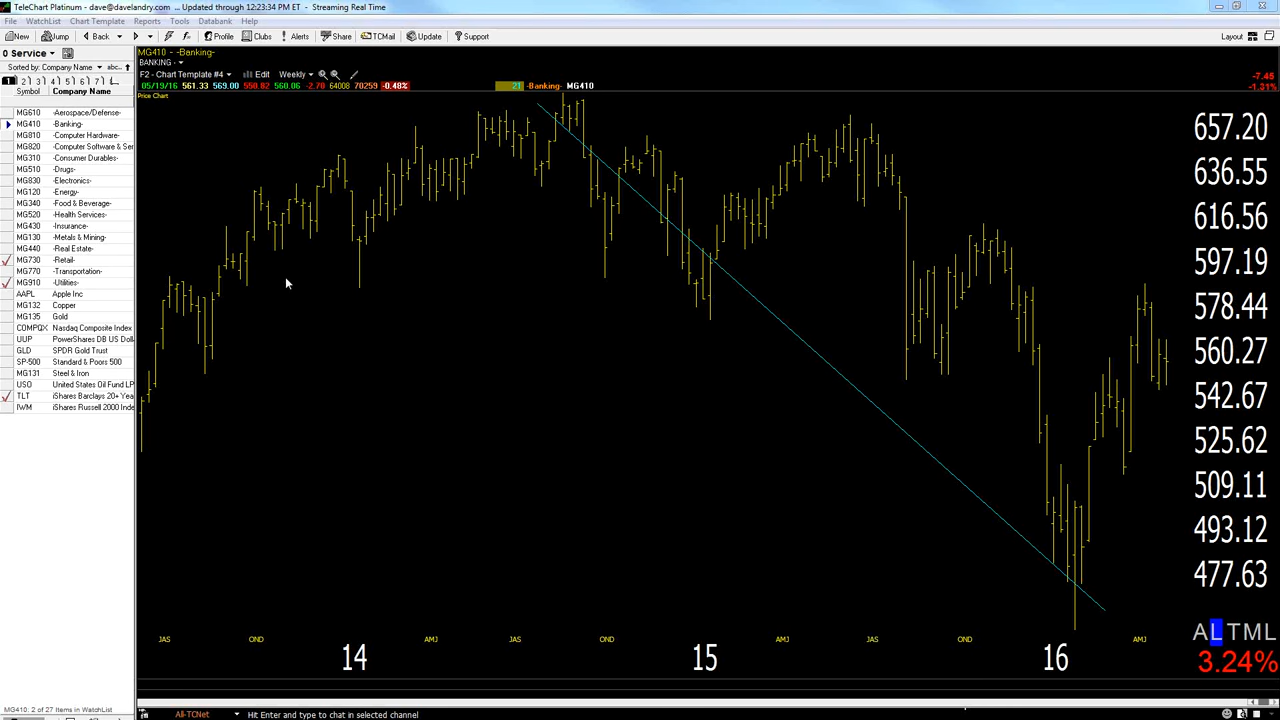 TeleChart Platinum - dave@davelandry.com ... Updated through 12:23:34 PM ET - Streaming Real Time
File WatchList Chart Template Reports Tools Databank Help
New Jump Back Profile Clubs Alerts Share TCMail Update Support Layout
0 Service
Sorted by: Company Name abc..
1 2 3 4 5 6 7
Symbol Company Name
MG610 -Aerospace/Defense-
MG410 -Banking-
MG810 -Computer Hardware-
MG820 -Computer Software & Ser
MG310 -Consumer Durables-
MG510 -Drugs-
MG830 -Electronics-
MG120 -Energy-
MG340 -Food & Beverage-
MG520 -Health Services-
MG430 -Insurance-
MG130 -Metals & Mining-
MG440 -Real Estate-
MG730 -Retail-
MG770 -Transportation-
MG910 -Utilities-
AAPL Apple Inc
MG132 Copper
MG135 Gold
COMPQX Nasdaq Composite Index
UUP PowerShares DB US Doll
GLD SPDR Gold Trust
SP-500 Standard & Poors 500
MG131 Steel & Iron
USO United States Oil Fund LP
TLT iShares Barclays 20+ Yea
IWM iShares Russell 2000 Inde
MG410: 2 of 27 Items in WatchList
MG410 - -Banking-
BANKING -
F2 - Chart Template #4 Edit Weekly
05/19/16 561.33 569.00 550.82 560.06 -2.70 64008 70259 -0.48% 21 -Banking- MG410
Price Chart
-7.45
-1.31%
657.20
636.55
616.56
597.19
578.44
560.27
542.67
525.62
509.11
493.12
477.63
ALTML
3.24%
JAS OND AMJ JAS OND AMJ JAS OND AMJ
14 15 16
All-TCNet Hit Enter and type to chat in selected channel